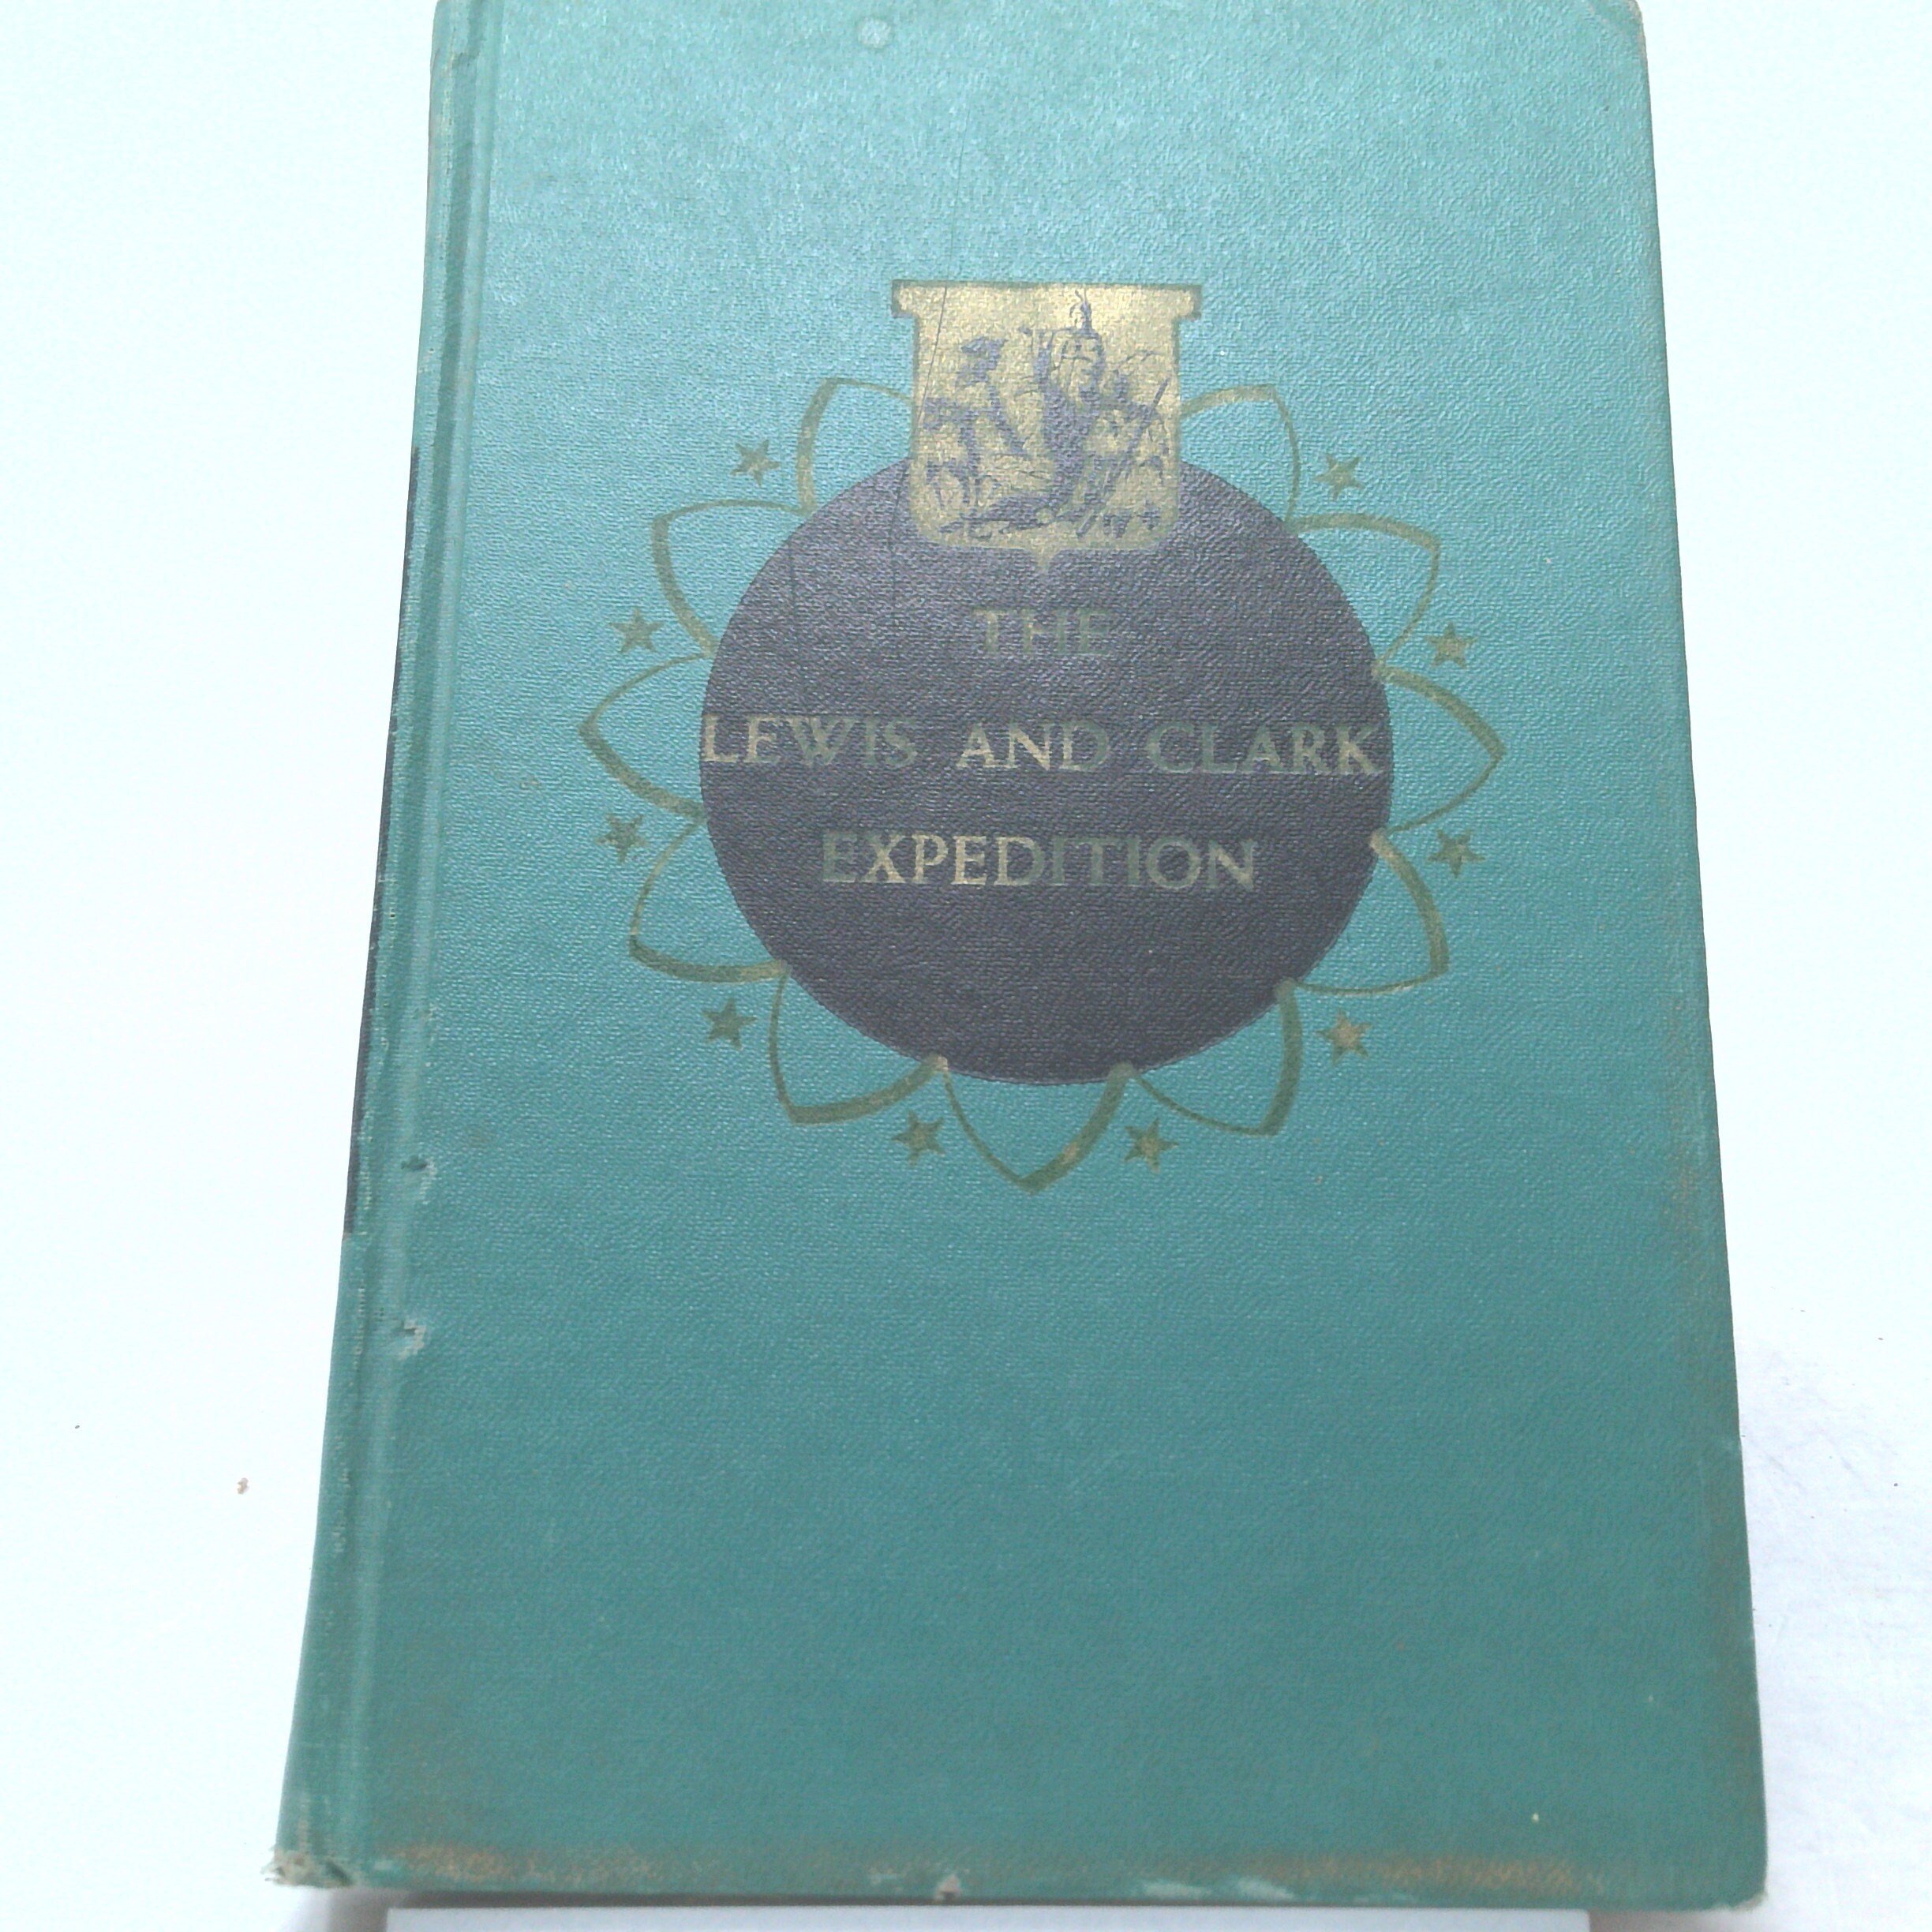 THE
LEWIS AND CLARK
EXPEDITION